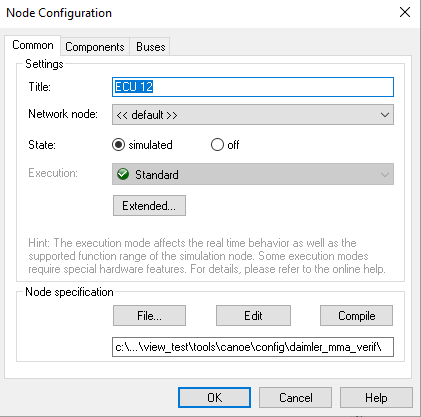 Node Configuration
Common
Components
Buses
Settings
Title:
ECU 12
Network node:
<< default >>
State:
simulated
off
Execution:
Standard
Extended...
Hint: The execution mode affects the real time behavior as well as the
supported function range of the simulation node. Some execution modes
require special hardware features. For details, please refer to the online help.
Node specification
File...
Edit
Compile
c:\...\view_test\tools\canoe\config\daimler_mma_verif\
OK
Cancel
Help